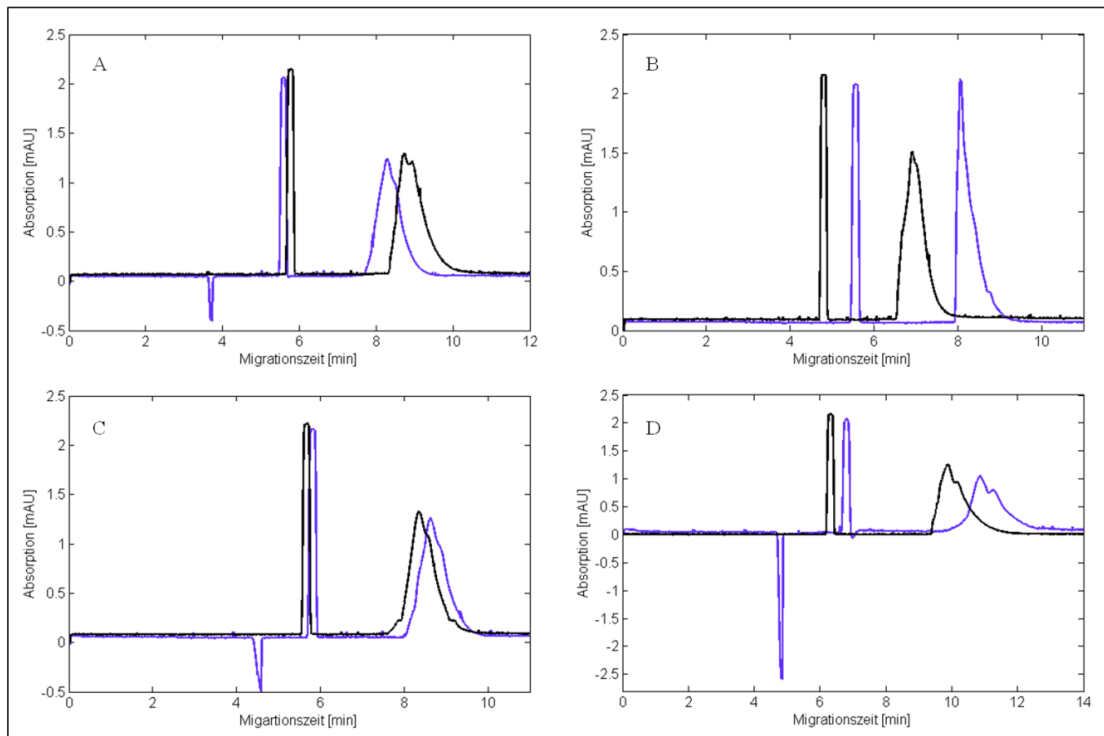 A
Absorption [mAU]
2.5
2
1.5
1
0.5
0
-0.5
0 2 4 6 8 10 12
Migrationszeit [min]
B
Absorption [mAU]
2.5
2
1.5
1
0.5
0
0 2 4 6 8 10
Migrationszeit [min]
C
Absorption [mAU]
2.5
2
1.5
1
0.5
0
-0.5
0 2 4 6 8 10
Migartionszeit [min]
D
Absorption [mAU]
2.5
2
1.5
1
0.5
0
-0.5
-1
-1.5
-2
-2.5
0 2 4 6 8 10 12 14
Migrationszeit [min]